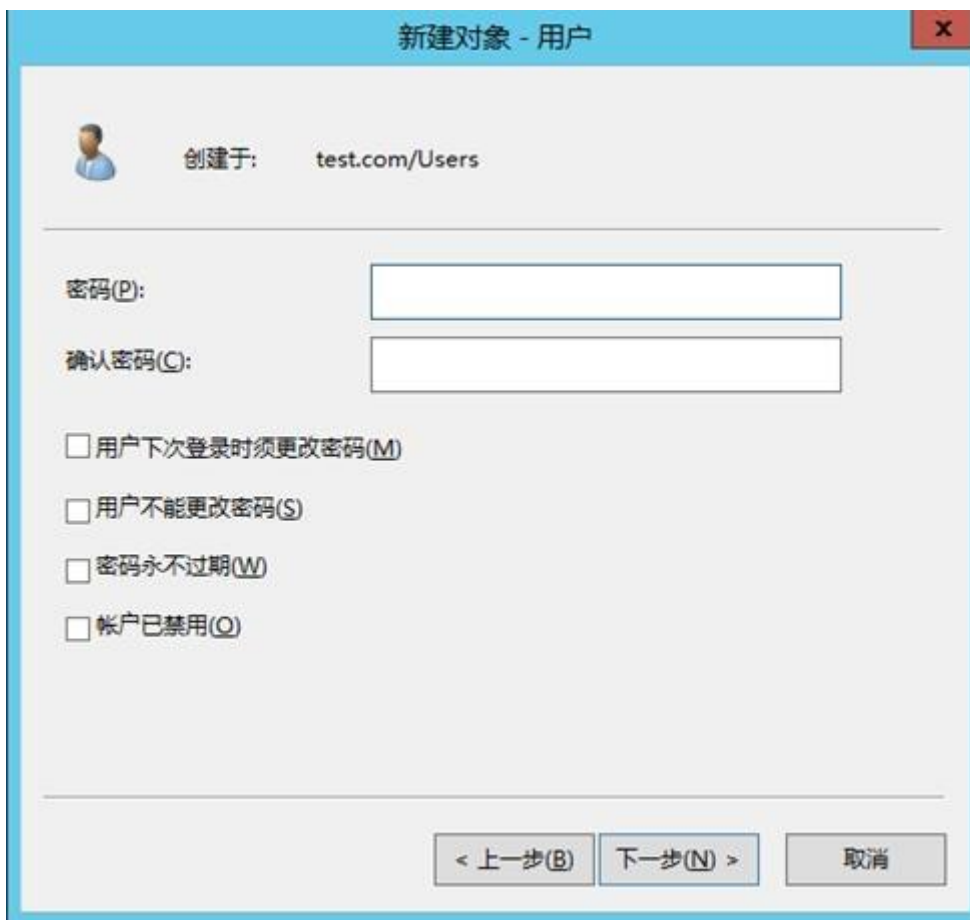 新建对象 - 用户
x
创建于: test.com/Users
密码(P):
确认密码(C):
用户下次登录时须更改密码(M)
用户不能更改密码(S)
密码永不过期(W)
帐户已禁用(O)
< 上一步(B) 下一步(N) > 取消